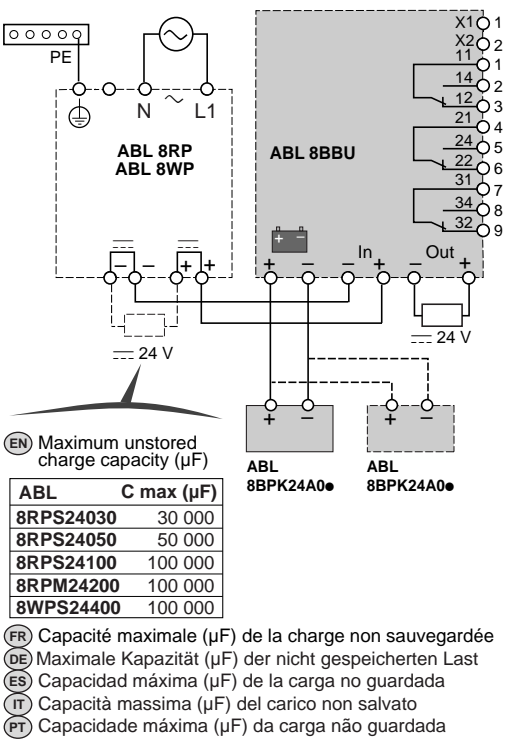 PE
N
L1
ABL 8RP
ABL 8WP
ABL 8BBU
X1 1
X2 2
11 1
14 2
12 3
21 4
24 5
22 6
31 7
34 8
32 9
+ −
In
Out
− − + +
+ − − + − +
24 V
24 V
+ −
+ −
ABL
8BPK24A0●
ABL
8BPK24A0●
EN Maximum unstored
charge capacity (µF)
ABL C max (µF)
8RPS24030 30 000
8RPS24050 50 000
8RPS24100 100 000
8RPM24200 100 000
8WPS24400 100 000
FR Capacité maximale (µF) de la charge non sauvegardée
DE Maximale Kapazität (µF) der nicht gespeicherten Last
ES Capacidad máxima (µF) de la carga no guardada
IT Capacità massima (µF) del carico non salvato
PT Capacidade máxima (µF) da carga não guardada